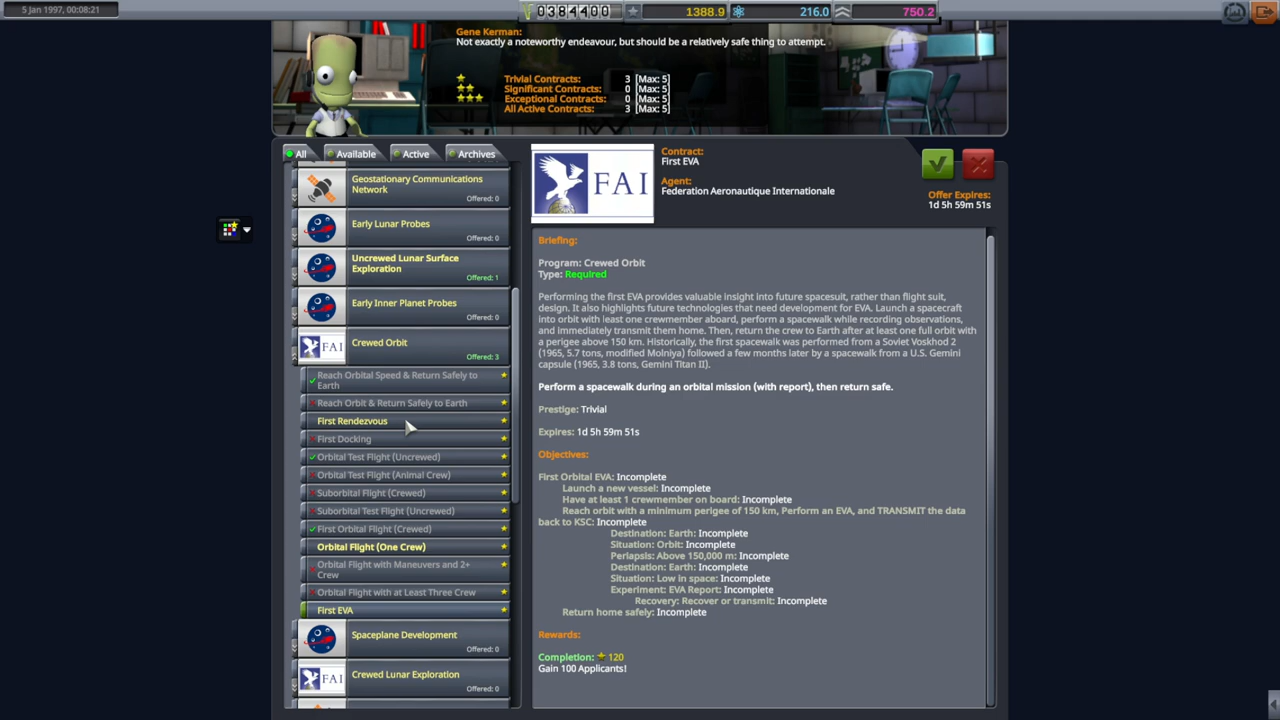 5 Jan 1997, 00:08:21
0384400
1388.9
216.0
750.2
Gene Kerman:
Not exactly a noteworthy endeavour, but should be a relatively safe thing to attempt.
Trivial Contracts: 3 [Max: 5]
Significant Contracts: 0 [Max: 5]
Exceptional Contracts: 0 [Max: 5]
All Active Contracts: 3 [Max: 5]
All
Available
Active
Archives
Geostationary Communications
Network
Offered: 0
Early Lunar Probes
Offered: 0
Uncrewed Lunar Surface
Exploration
Offered: 1
Early Inner Planet Probes
Offered: 0
FAI
Crewed Orbit
Offered: 3
Reach Orbital Speed & Return Safely to
Earth
Reach Orbit & Return Safely to Earth
First Rendezvous
First Docking
Orbital Test Flight (Uncrewed)
Orbital Test Flight (Animal Crew)
Suborbital Flight (Crewed)
Suborbital Test Flight (Uncrewed)
First Orbital Flight (Crewed)
Orbital Flight (One Crew)
Orbital Flight with Maneuvers and 2+
Crew
Orbital Flight with at Least Three Crew
First EVA
Spaceplane Development
Offered: 0
FAI
Crewed Lunar Exploration
Offered: 0
FAI
Contract:
First EVA
Agent:
Federation Aeronautique Internationale
Offer Expires:
1d 5h 59m 51s
Briefing:
Program: Crewed Orbit
Type: Required
Performing the first EVA provides valuable insight into future spacesuit, rather than flight suit,
design. It also highlights future technologies that need development for EVA. Launch a spacecraft
into orbit with at least one crewmember aboard, perform a spacewalk while recording observations,
and immediately transmit them home. Then, return the crew to Earth after at least one full orbit with
a perigee above 150 km. Historically, the first spacewalk was performed from a Soviet Voskhod 2
(1965, 5.7 tons, modified Molniya) followed a few months later by a spacewalk from a U.S. Gemini
capsule (1965, 3.8 tons, Gemini Titan II).
Perform a spacewalk during an orbital mission (with report), then return safe.
Prestige: Trivial
Expires: 1d 5h 59m 51s
Objectives:
First Orbital EVA: Incomplete
Launch a new vessel: Incomplete
Have at least 1 crewmember on board: Incomplete
Reach orbit with a minimum perigee of 150 km, Perform an EVA, and TRANSMIT the data
back to KSC: Incomplete
Destination: Earth: Incomplete
Situation: Orbit: Incomplete
Periapsis: Above 150,000 m: Incomplete
Destination: Earth: Incomplete
Situation: Low in space: Incomplete
Experiment: EVA Report: Incomplete
Recovery: Recover or transmit: Incomplete
Return home safely: Incomplete
Rewards:
Completion: 120
Gain 100 Applicants!